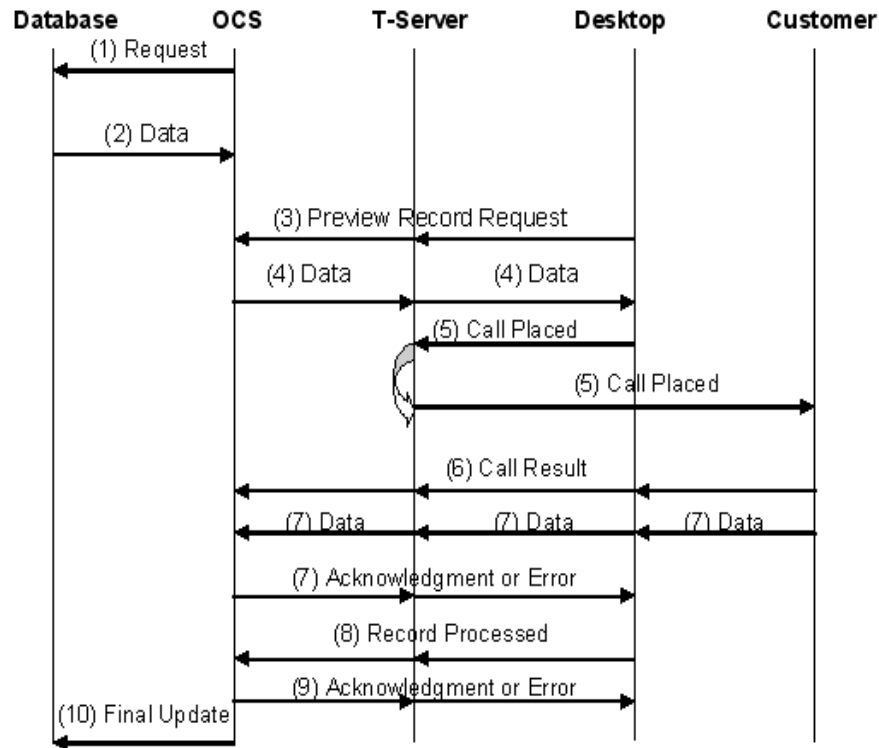 Database OCS T-Server Desktop Customer
(1) Request
(2) Data
(3) Preview Record Request
(4) Data (4) Data
(5) Call Placed
(5) Call Placed
(6) Call Result
(7) Data (7) Data (7) Data
(7) Acknowledgment or Error
(8) Record Processed
(9) Acknowledgment or Error
(10) Final Update